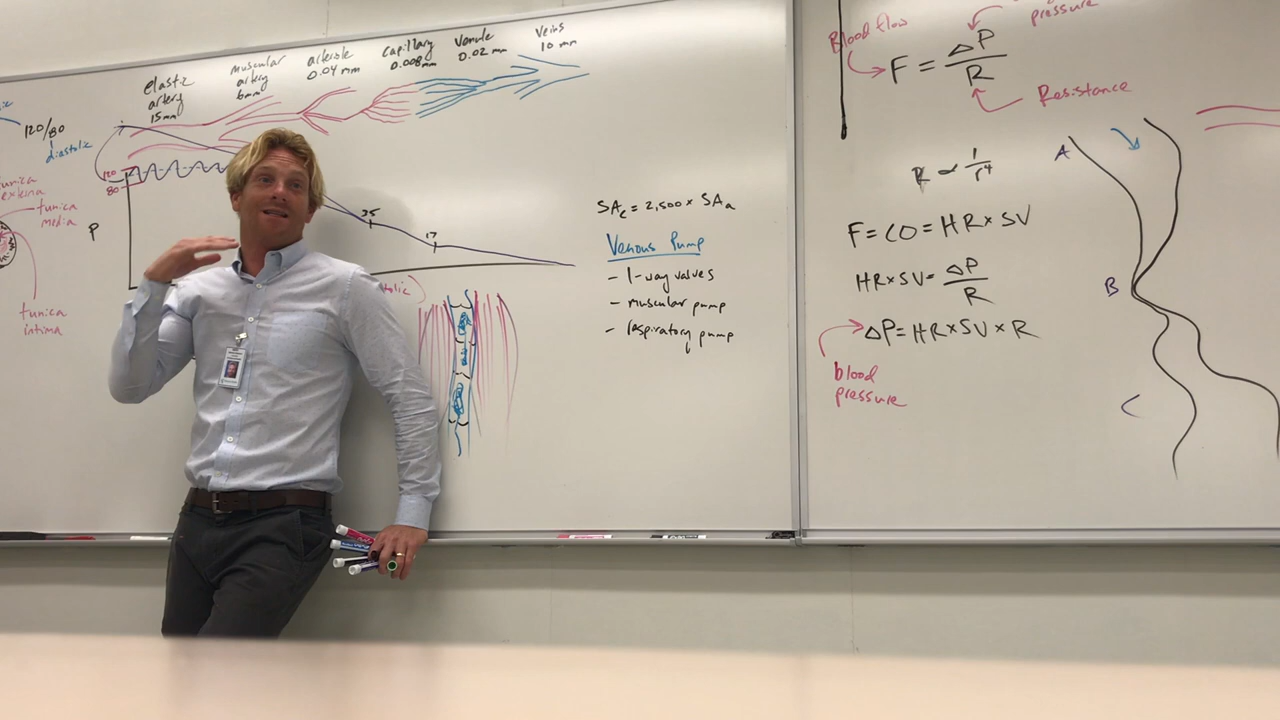 120/80
diastolic
tunica
externa
tunica
media
tunica
intima
elastic
artery
15mm
muscular
artery
6mm
arteriole
0.04 mm
capillary
0.008mm
venule
0.02 mm
veins
10 mm
120
80
P
35
17
SAc = 2,500 × SAa
Venous Pump
- 1-way valves
- muscular pump
- respiratory pump
Blood flow
pressure
F = ΔP/R
Resistance
R ∝ 1/r⁴
F = CO = HR × SV
HR × SV = ΔP/R
ΔP = HR × SV × R
blood
pressure
A
B
C